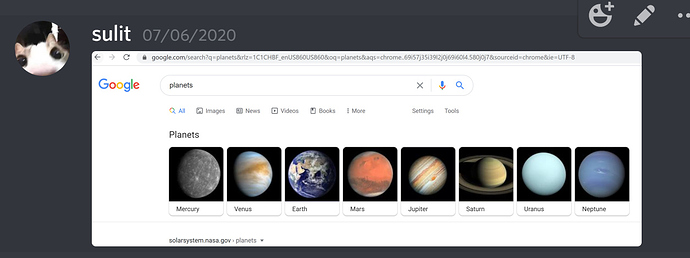 sulit 07/06/2020
google.com/search?q=planets&rlz=1C1CHBF_enUS860US860&oq=planets&aqs=chrome..69i57j35i39l2j0j69i60l4.580j0j7&sourceid=chrome&ie=UTF-8
Google planets
All Images News Videos Books More Settings Tools
Planets
Mercury Venus Earth Mars Jupiter Saturn Uranus Neptune
solarsystem.nasa.gov › planets